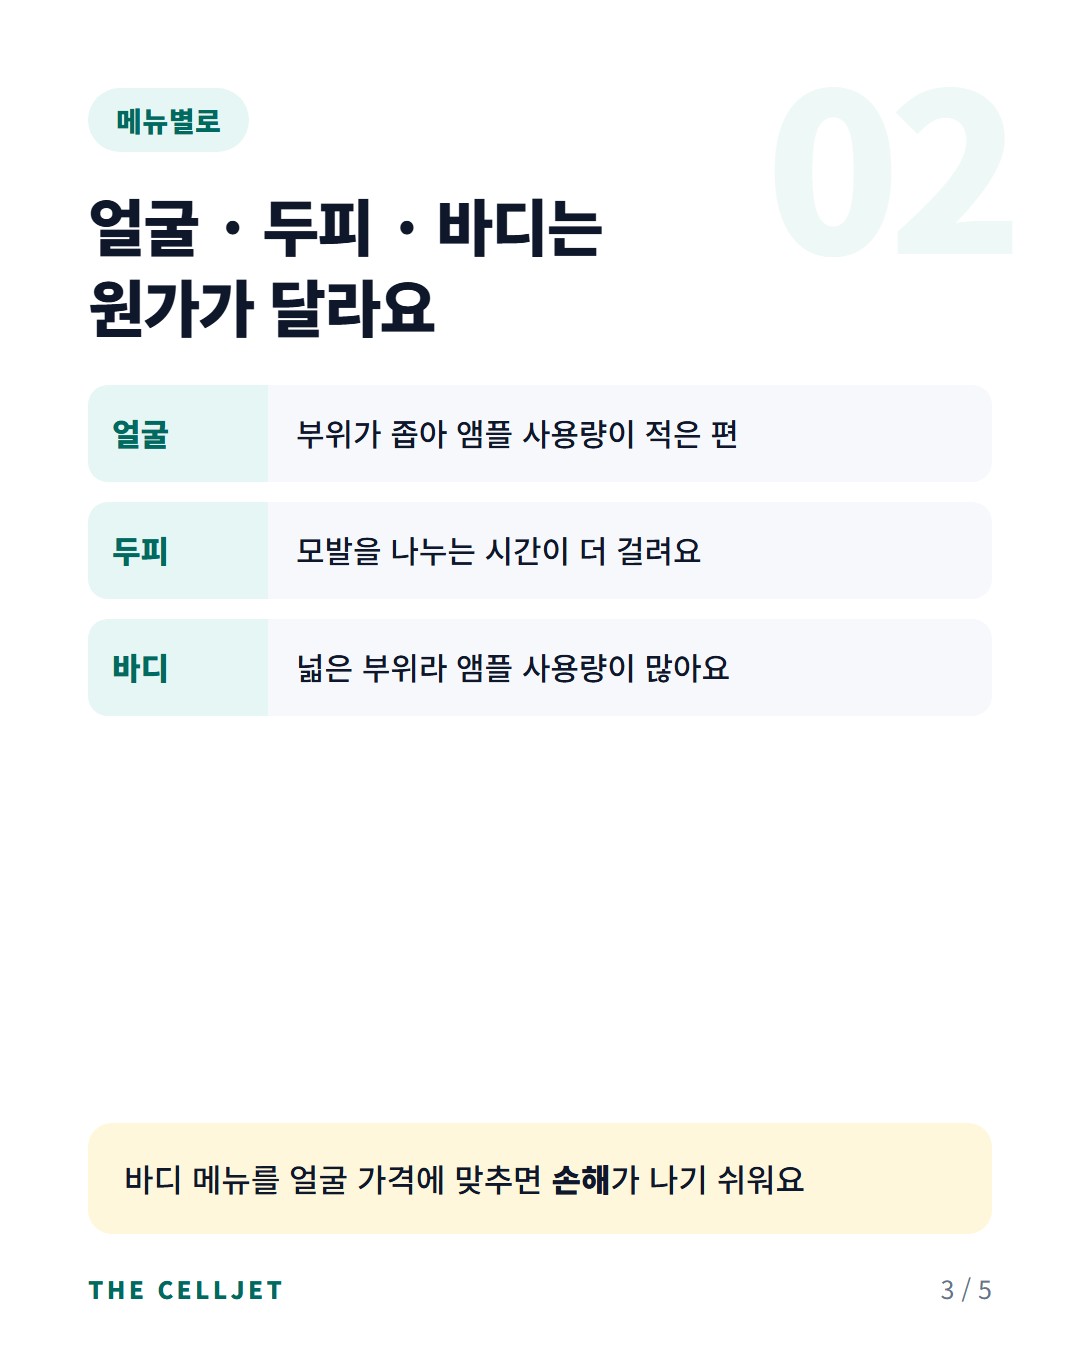 메뉴별로
02
얼굴 · 두피 · 바디는
원가가 달라요
얼굴
부위가 좁아 앰플 사용량이 적은 편
두피
모발을 나누는 시간이 더 걸려요
바디
넓은 부위라 앰플 사용량이 많아요
바디 메뉴를 얼굴 가격에 맞추면 손해가 나기 쉬워요
THE CELLJET
3 / 5